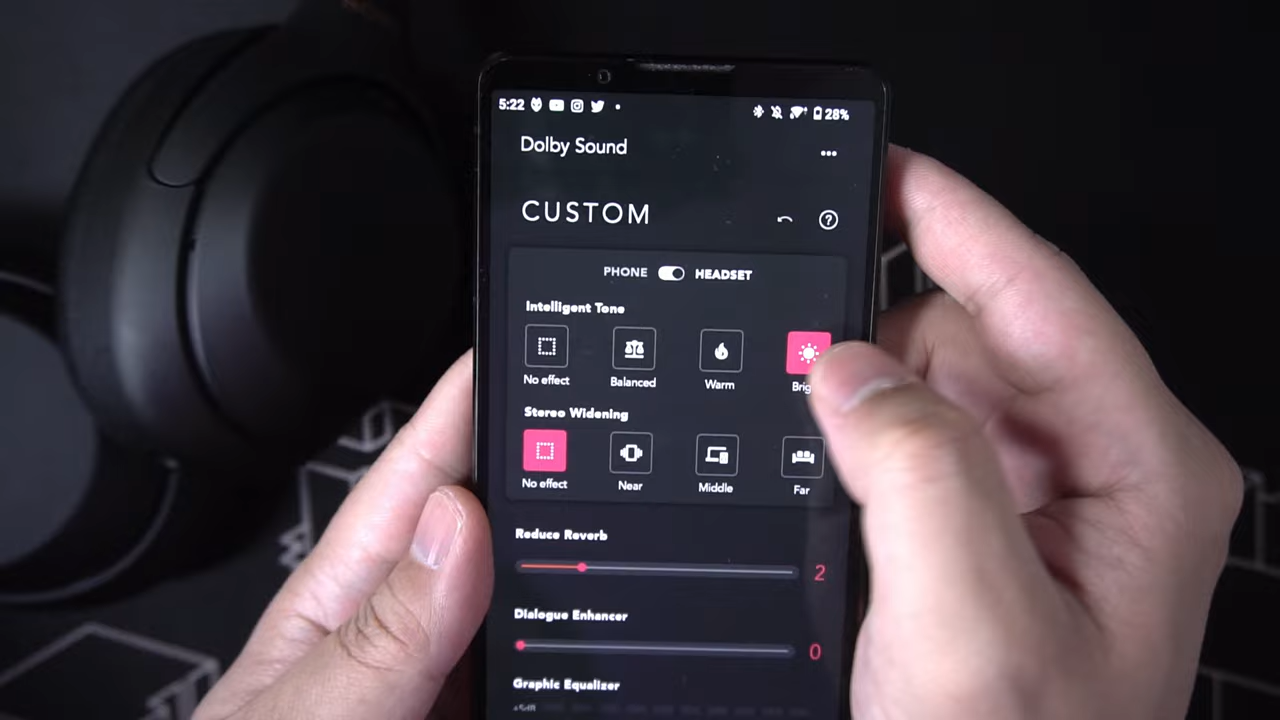 5:22 28%
Dolby Sound
CUSTOM
PHONE HEADSET
Intelligent Tone
No effect Balanced Warm Brig
Stereo Widening
No effect Near Middle Far
Reduce Reverb
2
Dialogue Enhancer
0
Graphic Equalizer